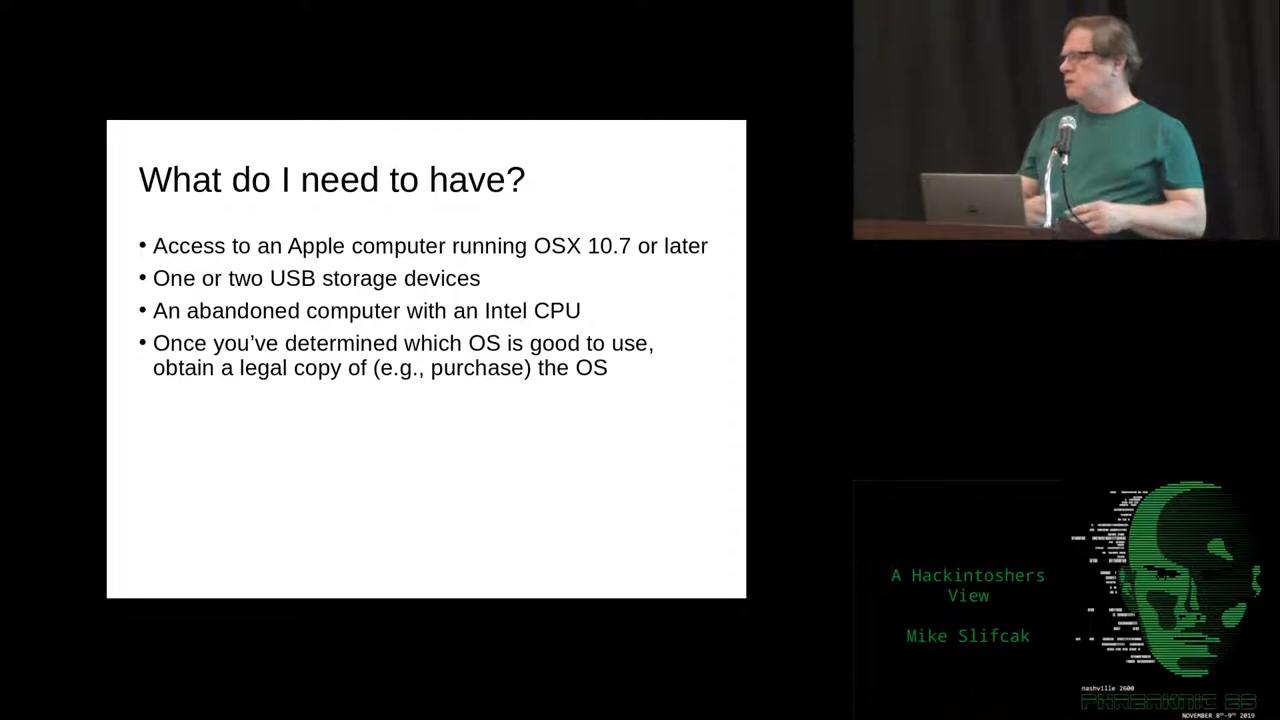 What do I need to have?
• Access to an Apple computer running OSX 10.7 or later
• One or two USB storage devices
• An abandoned computer with an Intel CPU
• Once you’ve determined which OS is good to use,
obtain a legal copy of (e.g., purchase) the OS
A Hackintoshers
View
Mike Slifcak
nashville 2600
PHREAKNIC 23
NOVEMBER 8th-9th 2019